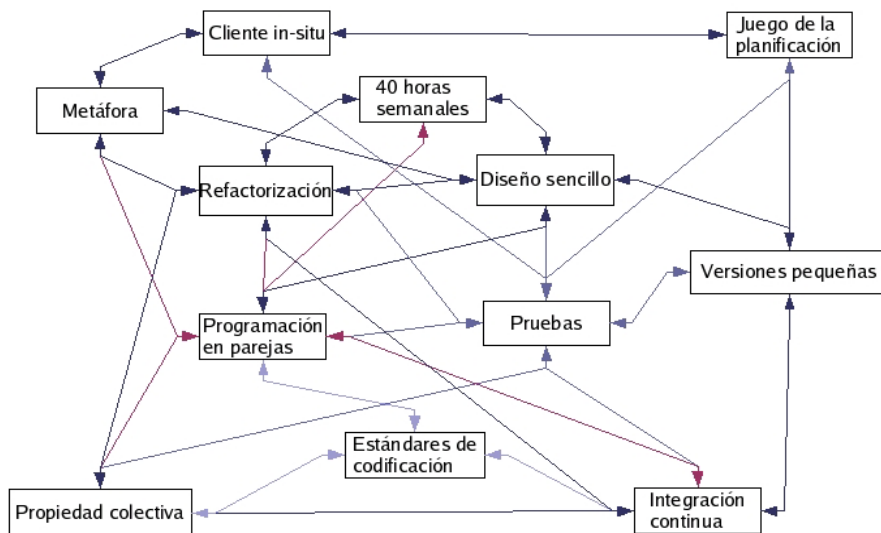 Cliente in-situ
Juego de la
planificación
40 horas
semanales
Metáfora
Refactorización
Diseño sencillo
Versiones pequeñas
Programación
en parejas
Pruebas
Estándares de
codificación
Propiedad colectiva
Integración
continua